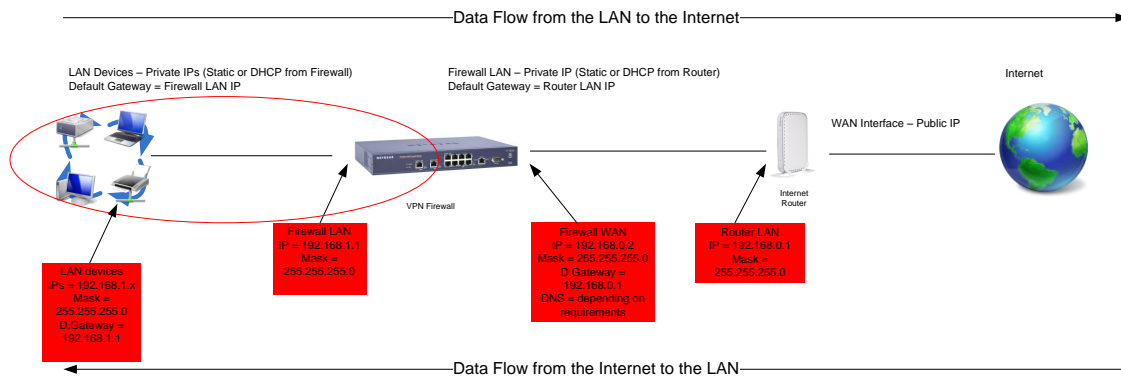 Data Flow from the LAN to the Internet
LAN Devices – Private IPs (Static or DHCP from Firewall)
Default Gateway = Firewall LAN IP
Firewall LAN – Private IP (Static or DHCP from Router)
Default Gateway = Router LAN IP
Internet
WAN Interface – Public IP
NETGEAR
VPN Firewall
Internet
Router
Firewall LAN
IP = 192.168.1.1
Mask =
255.255.255.0
Firewall WAN
IP = 192.168.0.2
Mask = 255.255.255.0
D.Gateway =
192.168.0.1
DNS = depending on
requirements
Router LAN
IP = 192.168.0.1
Mask =
255.255.255.0
LAN devices
IPs = 192.168.1.x
Mask =
255.255.255.0
D.Gateway =
192.168.1.1
Data Flow from the Internet to the LAN